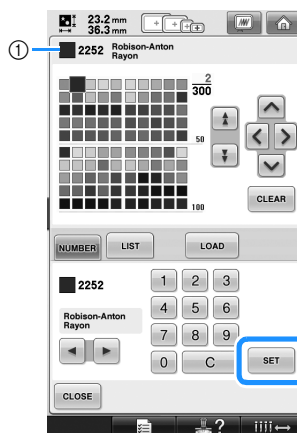 23.2 mm
36.3 mm
1
2252 Robison-Anton
Rayon
2
300
50
100
CLEAR
NUMBER
LIST
LOAD
2252
Robison-Anton
Rayon
1 2 3
4 5 6
7 8 9
0 C
SET
CLOSE
?